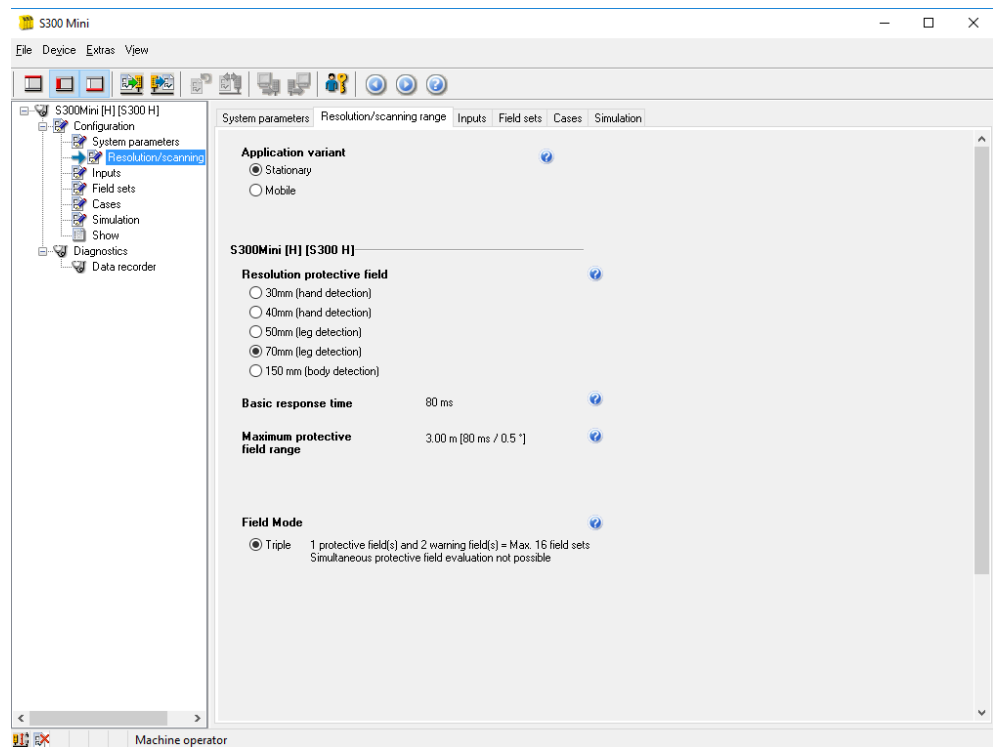 S300 Mini
File Device Extras View
S300Mini [H] [S300 H]
Configuration
System parameters
Resolution/scanning
Inputs
Field sets
Cases
Simulation
Show
Diagnostics
Data recorder
System parameters Resolution/scanning range Inputs Field sets Cases Simulation
Application variant
Stationary
Mobile
S300Mini [H] [S300 H]
Resolution protective field
30mm (hand detection)
40mm (hand detection)
50mm (leg detection)
70mm (leg detection)
150 mm (body detection)
Basic response time 80 ms
Maximum protective 3.00 m [80 ms / 0.5 °]
field range
Field Mode
Triple 1 protective field(s) and 2 warning field(s) = Max. 16 field sets
Simultaneous protective field evaluation not possible
Machine operator